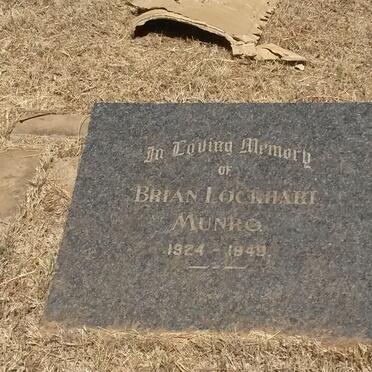 In Loving Memory
OF
BRIAN LOCKHART
MUNRO
1924 - 1949